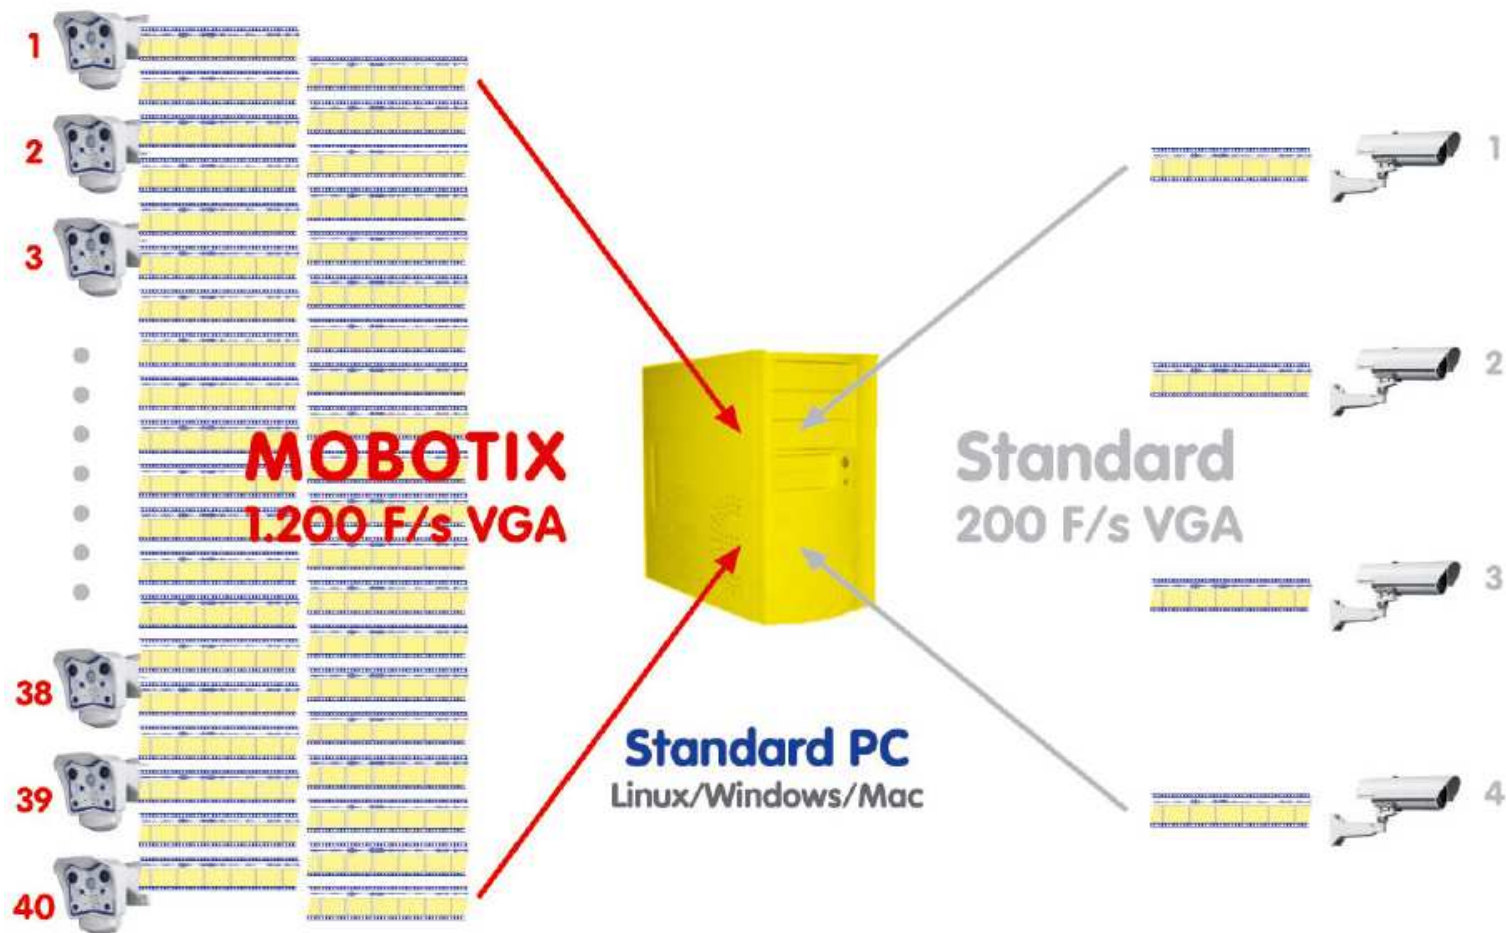 1
2
3
38
39
40
MOBOTIX
1.200 F/s VGA
Standard PC
Linux/Windows/Mac
Standard
200 F/s VGA
1
2
3
4